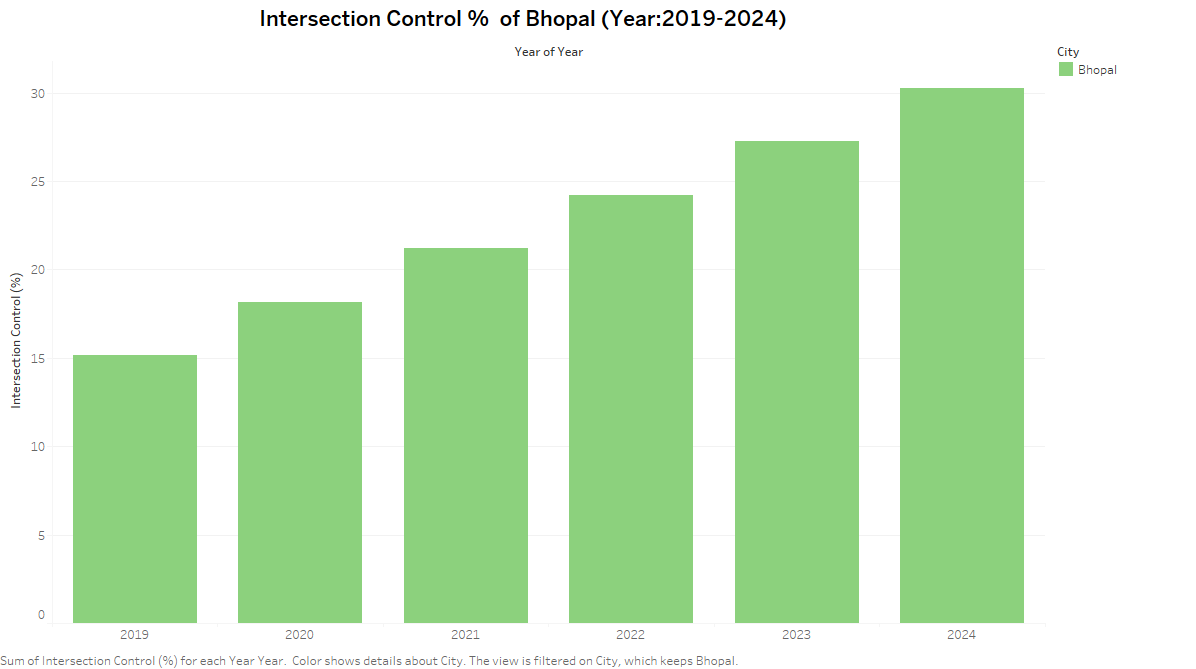 Intersection Control %  of Bhopal (Year:2019-2024)
Year of Year
City
Bhopal
30
25
20
15
10
5
0
Intersection Control (%)
2019 2020 2021 2022 2023 2024
Sum of Intersection Control (%) for each Year Year.  Color shows details about City. The view is filtered on City, which keeps Bhopal.